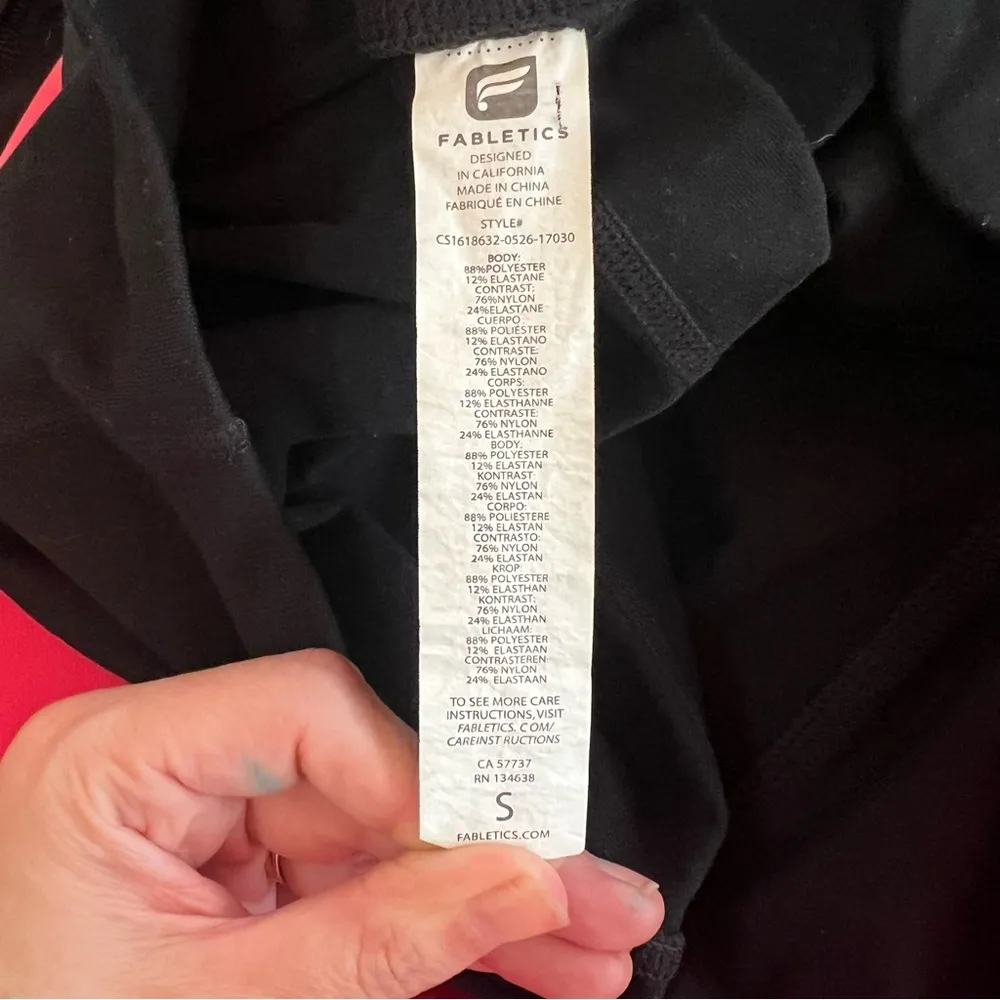 FABLETICS
DESIGNED
IN CALIFORNIA
MADE IN CHINA
FABRIQUÉ EN CHINE
STYLE#
CS1618632-0526-17030
BODY:
88%POLYESTER
12% ELASTANE
CONTRAST:
76%NYLON
24%ELASTANE
CUERPO:
88% POLIÉSTER
12% ELASTANO
CONTRASTE:
76% NYLON
24% ELASTANO
CORPS:
88% POLYESTER
12% ELASTHANNE
CONTRASTE:
76% NYLON
24% ELASTHANNE
BODY:
88% POLYESTER
12% ELASTAN
KONTRAST:
76% NYLON
24% ELASTAN
CORPO:
88% POLIESTERE
12% ELASTAN
CONTRASTO:
76% NYLON
24% ELASTAN
KROP:
88% POLYESTER
12% ELASTHAN
KONTRAST:
76% NYLON
24% ELASTHAN
LICHAAM:
88% POLYESTER
12% ELASTAAN
CONTRASTEREN:
76% NYLON
24% ELASTAAN
TO SEE MORE CARE
INSTRUCTIONS, VISIT
FABLETICS. C OM/
CAREINST RUCTIONS
CA 57737
RN 134638
S
FABLETICS.COM